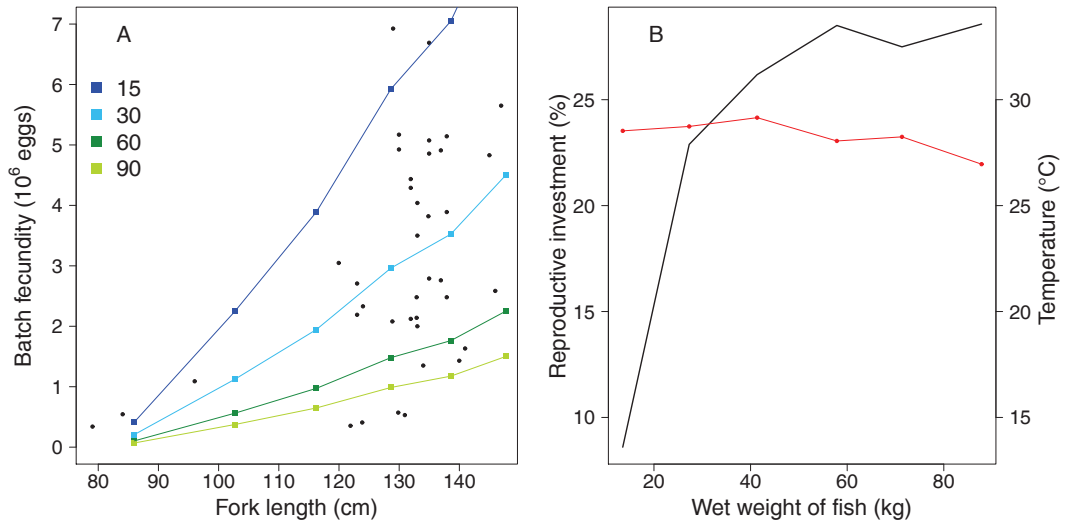 A
Batch fecundity (10⁶ eggs)
7
6
5
4
3
2
1
0
15
30
60
90
80 90 100 110 120 130 140
Fork length (cm)
B
Reproductive investment (%)
25
20
15
10
30
25
20
15
Temperature (°C)
20 40 60 80
Wet weight of fish (kg)